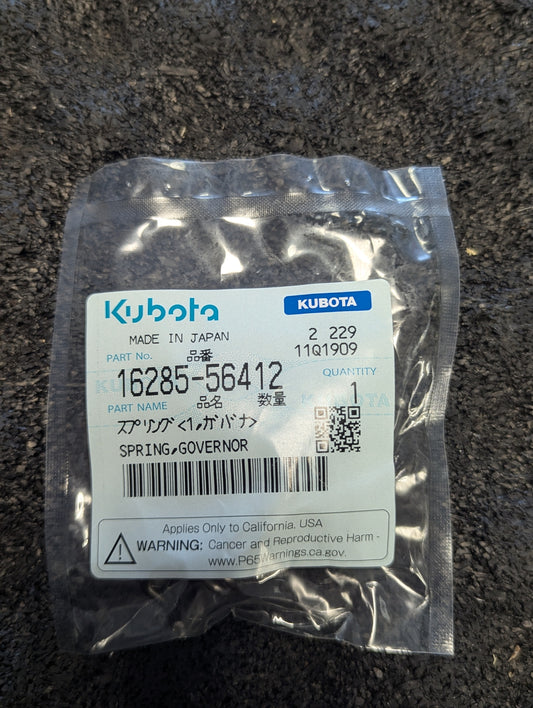 Kubota KUBOTA
MADE IN JAPAN 2 229
PART No. 品番 11Q1909
16285-56412 QUANTITY 1
PART NAME 品名 数量
スプリング<1,ガバナ>
SPRING,GOVERNOR
Applies Only to California, USA
WARNING: Cancer and Reproductive Harm -
www.P65Warnings.ca.gov.